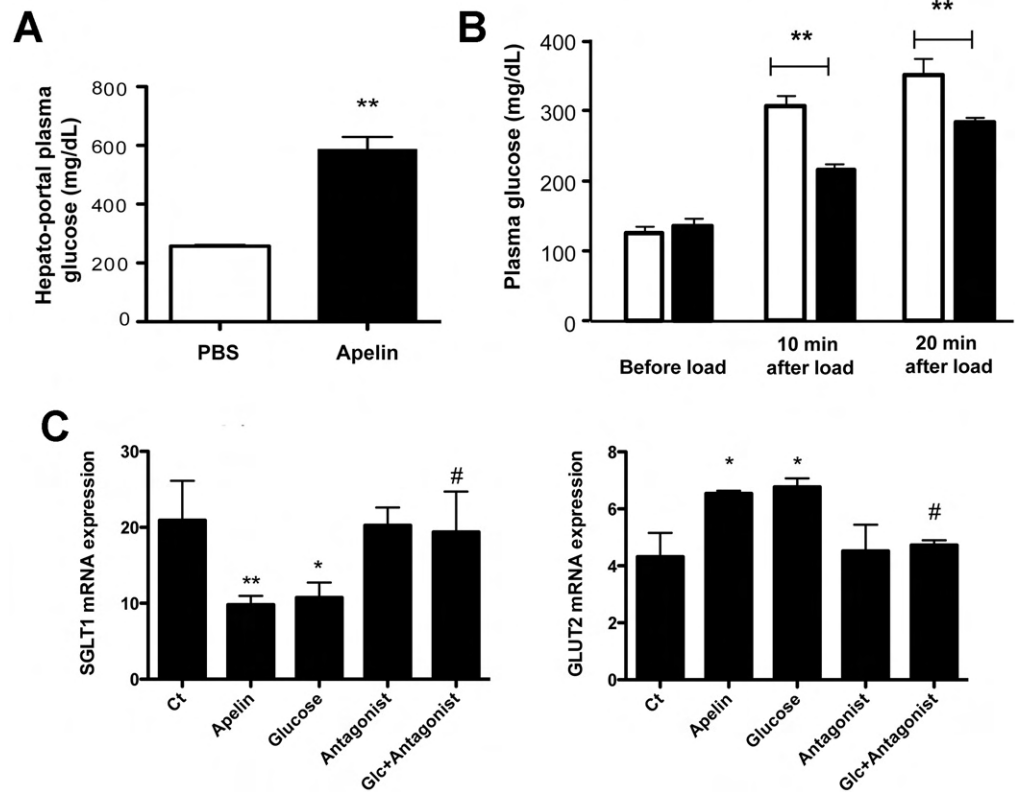 A
Hepato-portal plasma
glucose (mg/dL)
800
600
400
200
0
**
PBS
Apelin
B
Plasma glucose (mg/dL)
400
300
200
100
0
**
**
Before load
10 min
after load
20 min
after load
C
SGLT1 mRNA expression
30
20
10
0
**
*
#
Ct
Apelin
Glucose
Antagonist
Glc+Antagonist
GLUT2 mRNA expression
8
6
4
2
0
*
*
#
Ct
Apelin
Glucose
Antagonist
Glc+Antagonist